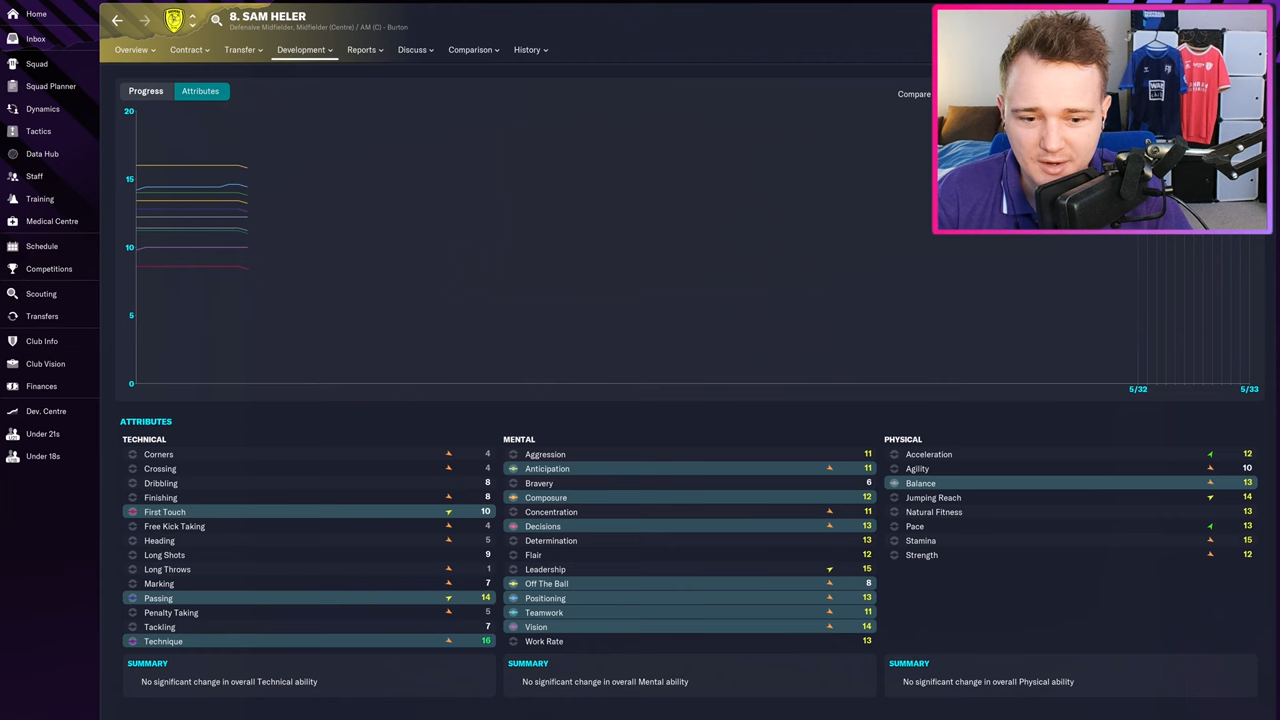 Home
Inbox
Squad
Squad Planner
Dynamics
Tactics
Data Hub
Staff
Training
Medical Centre
Schedule
Competitions
Scouting
Transfers
Club Info
Club Vision
Finances
Dev. Centre
Under 21s
Under 18s
8. SAM HELER
Defensive Midfielder, Midfielder (Centre) / AM (C) - Burton
Overview Contract Transfer Development Reports Discuss Comparison History
Progress Attributes
Compare
20
15
10
5
0
5/32 5/33
ATTRIBUTES
TECHNICAL
Corners 4
Crossing 4
Dribbling 8
Finishing 8
First Touch 10
Free Kick Taking 4
Heading 5
Long Shots 9
Long Throws 1
Marking 7
Passing 14
Penalty Taking 5
Tackling 7
Technique 16
SUMMARY
No significant change in overall Technical ability
MENTAL
Aggression 11
Anticipation 11
Bravery 6
Composure 12
Concentration 11
Decisions 13
Determination 13
Flair 12
Leadership 15
Off The Ball 8
Positioning 13
Teamwork 11
Vision 14
Work Rate 13
SUMMARY
No significant change in overall Mental ability
PHYSICAL
Acceleration 12
Agility 10
Balance 13
Jumping Reach 14
Natural Fitness 13
Pace 13
Stamina 15
Strength 12
SUMMARY
No significant change in overall Physical ability